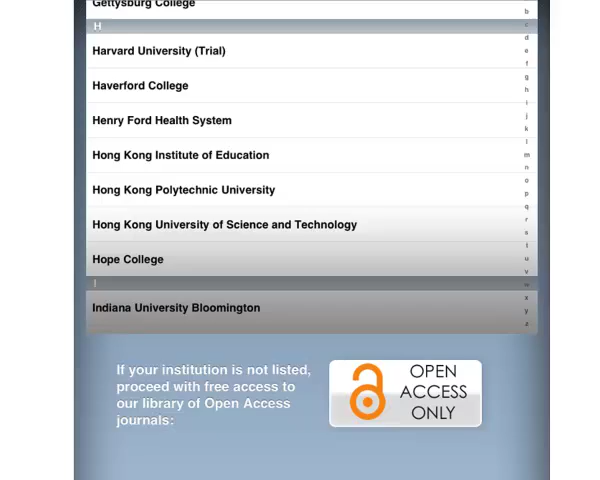 Gettysburg College
H
Harvard University (Trial)
Haverford College
Henry Ford Health System
Hong Kong Institute of Education
Hong Kong Polytechnic University
Hong Kong University of Science and Technology
Hope College
I
Indiana University Bloomington
b
c
d
e
f
g
h
i
j
k
l
m
n
o
p
q
r
s
t
u
v
w
x
y
z
If your institution is not listed,
proceed with free access to
our library of Open Access
journals:
OPEN
ACCESS
ONLY